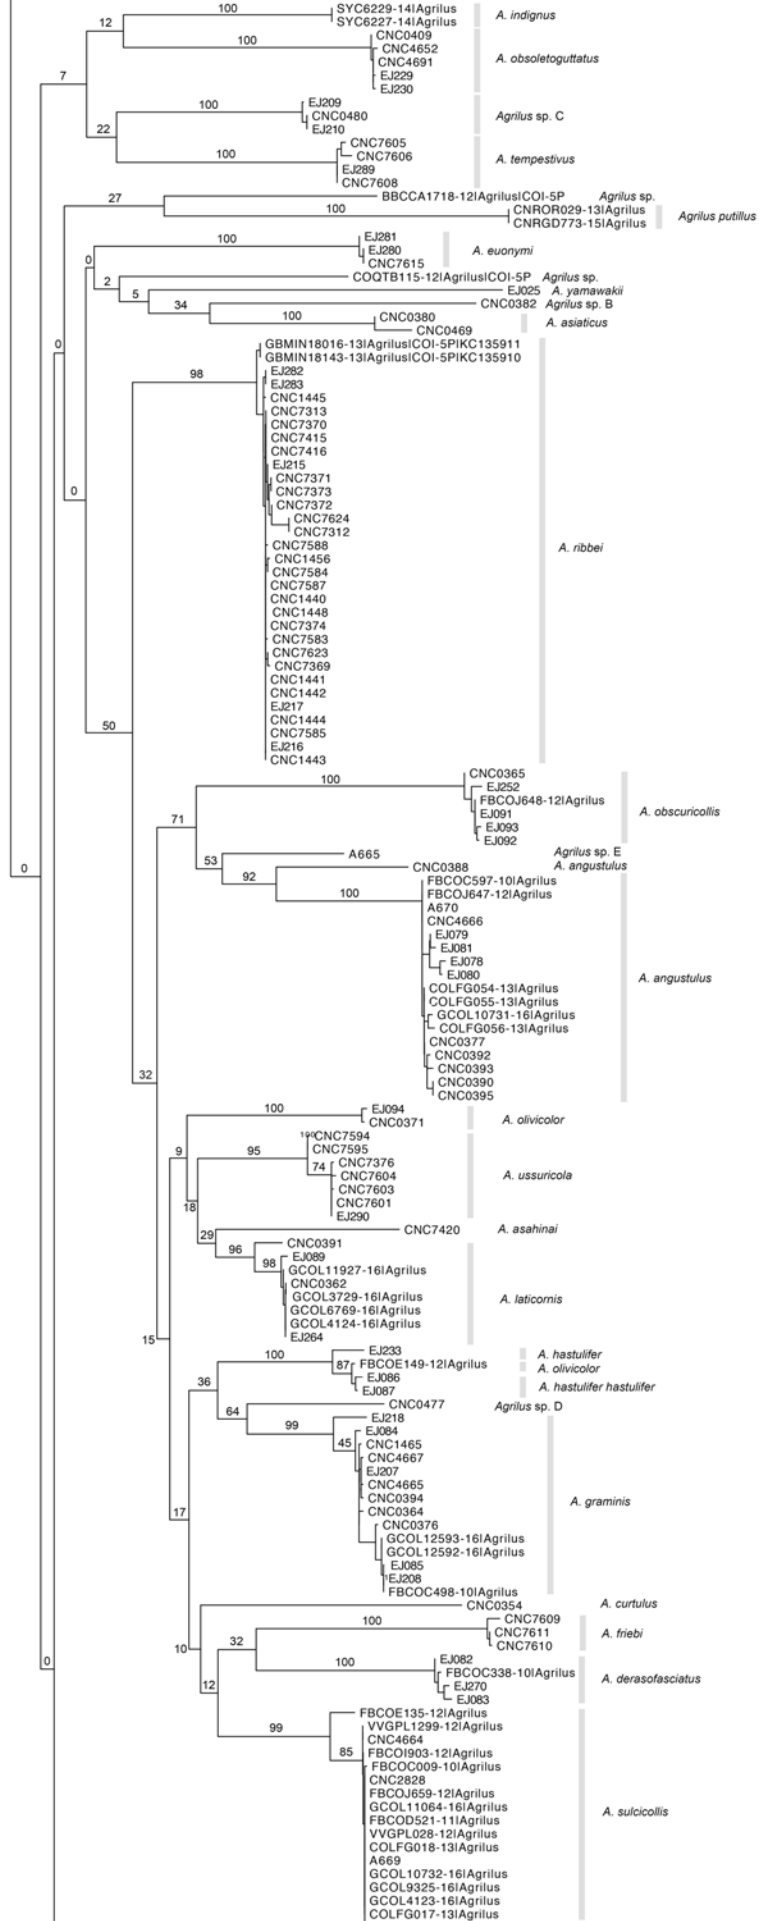 100 SYC6229-14|Agrilus
SYC6227-14|Agrilus
A. indignus
12
100
CNC0409
CNC4652
CNC4691
EJ229
EJ230
A. obsoletoguttatus
7
100
EJ209
CNC0480
EJ210
Agrilus sp. C
22
100
CNC7605
CNC7606
EJ289
CNC7608
A. tempestivus
27
BBCCA1718-12|Agrilus|COI-5P Agrilus sp.
100
CNROR029-13|Agrilus
CNRGD773-15|Agrilus
Agrilus putillus
100
EJ281
EJ280
CNC7615
A. euonymi
0
2
COQTB115-12|Agrilus|COI-5P Agrilus sp.
5
EJ025 A. yamawakii
34
CNC0382 Agrilus sp. B
100
CNC0380
CNC0469
A. asiaticus
0
98
GBMIN18016-13|Agrilus|COI-5P|KC135911
GBMIN18143-13|Agrilus|COI-5P|KC135910
EJ282
EJ283
CNC1445
CNC7313
CNC7370
CNC7415
CNC7416
EJ215
CNC7371
CNC7373
CNC7372
CNC7624
CNC7312
CNC7588
CNC1456
CNC7584
CNC7587
CNC1440
CNC1448
CNC7374
CNC7583
CNC7623
CNC7369
CNC1441
CNC1442
EJ217
CNC1444
CNC7585
EJ216
CNC1443
A. ribbei
0
50
100
CNC0365
EJ252
FBCOJ648-12|Agrilus
EJ091
EJ093
EJ092
A. obscuricollis
71
53
A665 Agrilus sp. E
92
CNC0388 A. angustulus
0
100
FBCOC597-10|Agrilus
FBCOJ647-12|Agrilus
A670
CNC4666
EJ079
EJ081
EJ078
EJ080
COLFG054-13|Agrilus
COLFG055-13|Agrilus
GCOL10731-16|Agrilus
COLFG056-13|Agrilus
CNC0377
CNC0392
CNC0393
CNC0390
CNC0395
A. angustulus
32
100
EJ094
CNC0371
A. olivicolor
9
95
100
CNC7594
CNC7595
74
CNC7376
CNC7604
CNC7603
CNC7601
EJ290
A. ussuricola
18
29
CNC7420 A. asahinai
96
CNC0391
98
EJ089
GCOL11927-16|Agrilus
CNC0362
GCOL3729-16|Agrilus
GCOL6769-16|Agrilus
GCOL4124-16|Agrilus
EJ264
A. laticornis
15
100
EJ233 A. hastulifer
87
FBCOE149-12|Agrilus A. olivicolor
EJ086
EJ087
A. hastulifer hastulifer
36
64
CNC0477 Agrilus sp. D
99
EJ218
45
EJ084
CNC1465
CNC4667
EJ207
CNC4665
CNC0394
CNC0364
CNC0376
GCOL12593-16|Agrilus
GCOL12592-16|Agrilus
EJ085
EJ208
FBCOC498-10|Agrilus
A. graminis
17
CNC0354 A. curtulus
10
100
CNC7609
CNC7611
CNC7610
A. friebi
32
100
EJ082
FBCOC338-10|Agrilus
EJ270
EJ083
A. derasofasciatus
0
12
99
FBCOE135-12|Agrilus
85
VVGPL1299-12|Agrilus
CNC4664
FBCOI903-12|Agrilus
FBCOC009-10|Agrilus
CNC2828
FBCOJ659-12|Agrilus
GCOL11064-16|Agrilus
FBCOD521-11|Agrilus
VVGPL028-12|Agrilus
COLFG018-13|Agrilus
A669
GCOL10732-16|Agrilus
GCOL9325-16|Agrilus
GCOL4123-16|Agrilus
COLFG017-13|Agrilus
A. sulcicollis